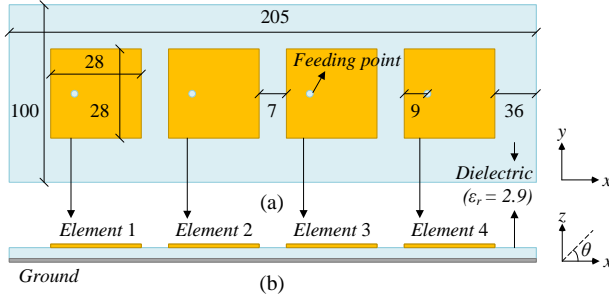 205
28
Feeding point
100
28
7
9
36
y
x
Dielectric
(εr = 2.9)
(a)
Element 1
Element 2
Element 3
Element 4
z
θ
x
Ground
(b)